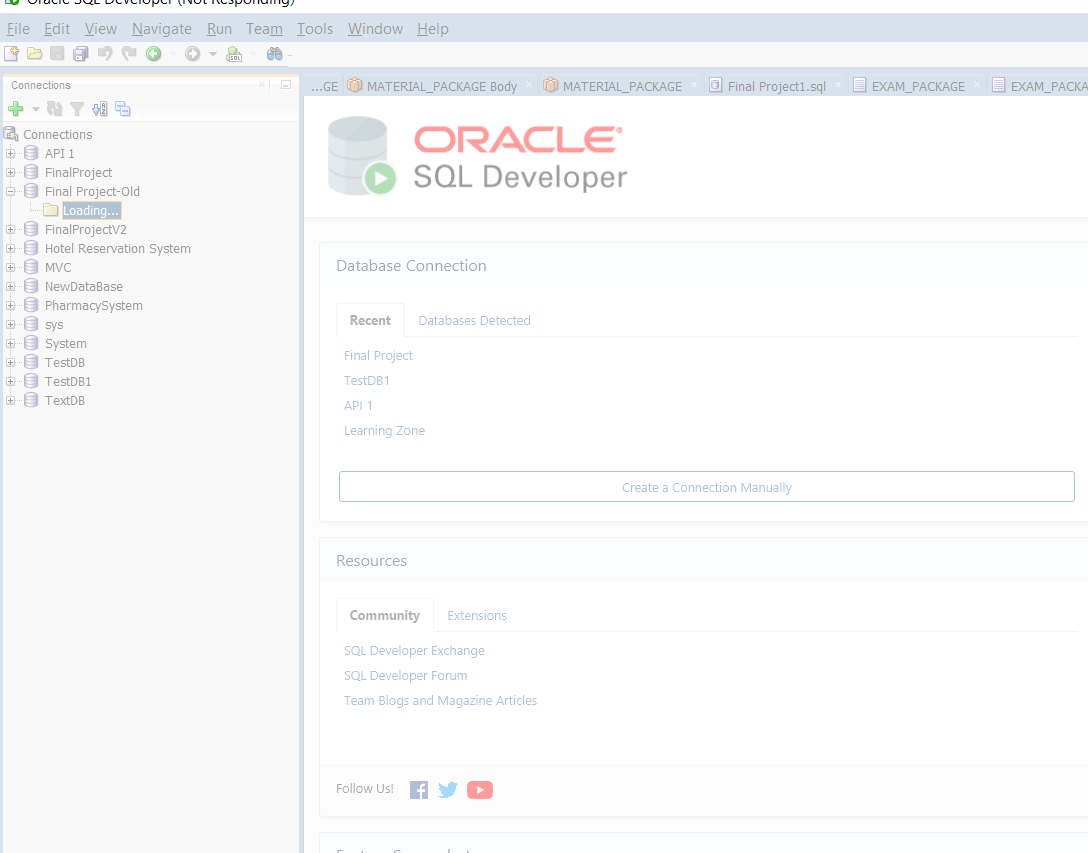 Oracle SQL Developer (Not Responding)
File Edit View Navigate Run Team Tools Window Help
Connections
...GE MATERIAL_PACKAGE Body MATERIAL_PACKAGE Final Project1.sql EXAM_PACKAGE EXAM_PACKA
Connections
API 1
FinalProject
Final Project-Old
Loading...
FinalProjectV2
Hotel Reservation System
MVC
NewDataBase
PharmacySystem
sys
System
TestDB
TestDB1
TextDB
ORACLE
SQL Developer
Database Connection
Recent Databases Detected
Final Project
TestDB1
API 1
Learning Zone
Create a Connection Manually
Resources
Community Extensions
SQL Developer Exchange
SQL Developer Forum
Team Blogs and Magazine Articles
Follow Us!